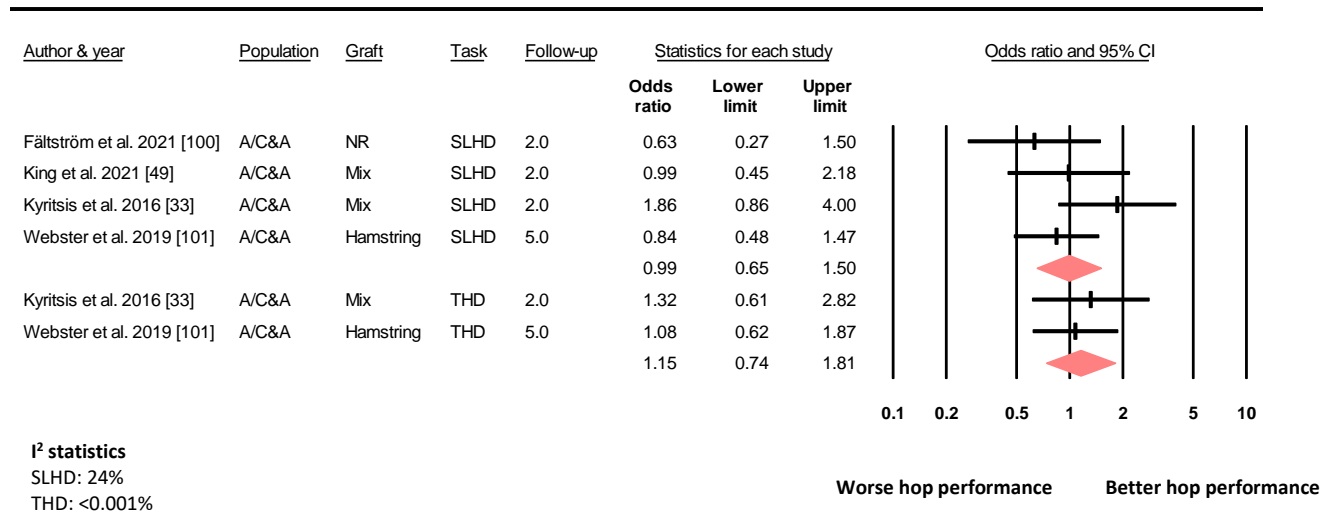 Author & year Population Graft Task Follow-up Statistics for each study Odds ratio and 95% CI
Odds ratio Lower limit Upper limit
Fältström et al. 2021 [100] A/C&A NR SLHD 2.0 0.63 0.27 1.50
King et al. 2021 [49] A/C&A Mix SLHD 2.0 0.99 0.45 2.18
Kyritsis et al. 2016 [33] A/C&A Mix SLHD 2.0 1.86 0.86 4.00
Webster et al. 2019 [101] A/C&A Hamstring SLHD 5.0 0.84 0.48 1.47
0.99 0.65 1.50
Kyritsis et al. 2016 [33] A/C&A Mix THD 2.0 1.32 0.61 2.82
Webster et al. 2019 [101] A/C&A Hamstring THD 5.0 1.08 0.62 1.87
1.15 0.74 1.81
0.1 0.2 0.5 1 2 5 10
I² statistics
SLHD: 24%
THD: <0.001%
Worse hop performance Better hop performance